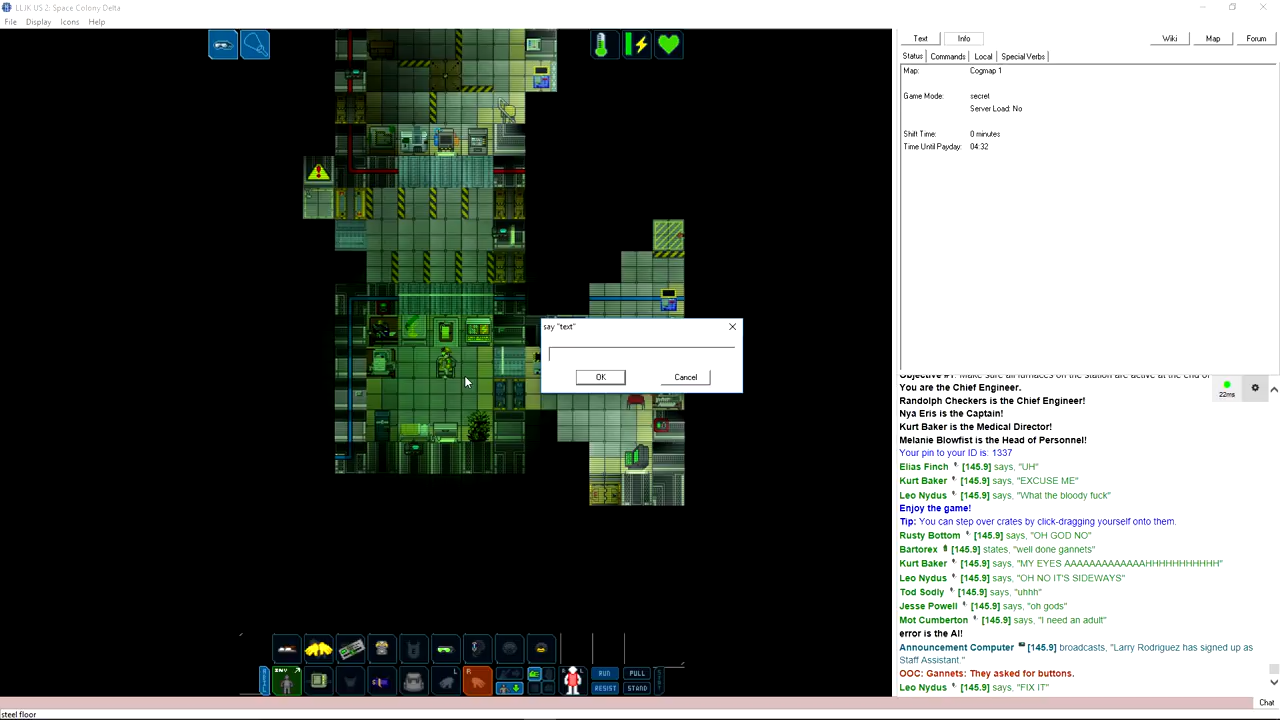 LLJK US 2: Space Colony Delta
File Display Icons Help
Text Info Wiki Map Forum
Status Commands Local Special Verbs
Map: Cogmap 1
Game Mode: secret
Server Load: No
Shift Time: 0 minutes
Time Until Payday: 04:32
say "text"
OK Cancel
22ms
Objective #1: Make sure all furnaces on the station are active at the end of
You are the Chief Engineer.
Randolph Checkers is the Chief Engineer!
Nya Eris is the Captain!
Kurt Baker is the Medical Director!
Melanie Blowfist is the Head of Personnel!
Your pin to your ID is: 1337
Elias Finch [145.9] says, "UH"
Kurt Baker [145.9] says, "EXCUSE ME"
Leo Nydus [145.9] says, "What the bloody fuck"
Enjoy the game!
Tip: You can step over crates by click-dragging yourself onto them.
Rusty Bottom [145.9] says, "OH GOD NO"
Bartorex [145.9] states, "well done gannets"
Kurt Baker [145.9] says, "MY EYES AAAAAAAAAAAAAHHHHHHHHHHH"
Leo Nydus [145.9] says, "OH NO IT'S SIDEWAYS"
Tod Sodly [145.9] says, "uhhh"
Jesse Powell [145.9] says, "oh gods"
Mot Cumberton [145.9] says, "I need an adult"
error is the AI!
Announcement Computer [145.9] broadcasts, "Larry Rodriguez has signed up as
Staff Assistant."
OOC: Gannets: They asked for buttons.
Leo Nydus [145.9] says, "FIX IT"
INV L R RUN PULL
RESIST STAND
Chat
steel floor